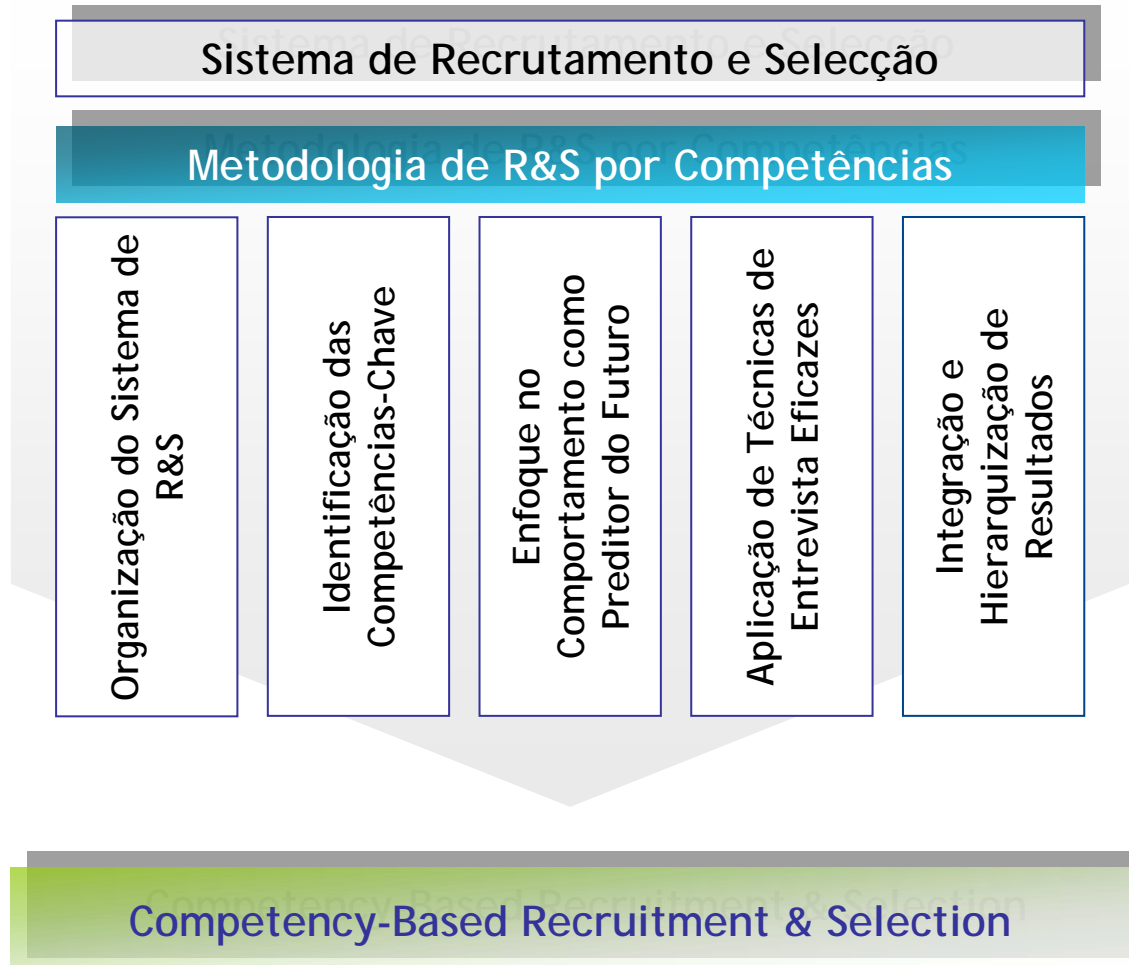 Sistema de Recrutamento e Selecção
Metodologia de R&S por Competências
Organização do Sistema de
R&S
Identificação das
Competências-Chave
Enfoque no
Comportamento como
Preditor do Futuro
Aplicação de Técnicas de
Entrevista Eficazes
Integração e
Hierarquização de
Resultados
Competency-Based Recruitment & Selection